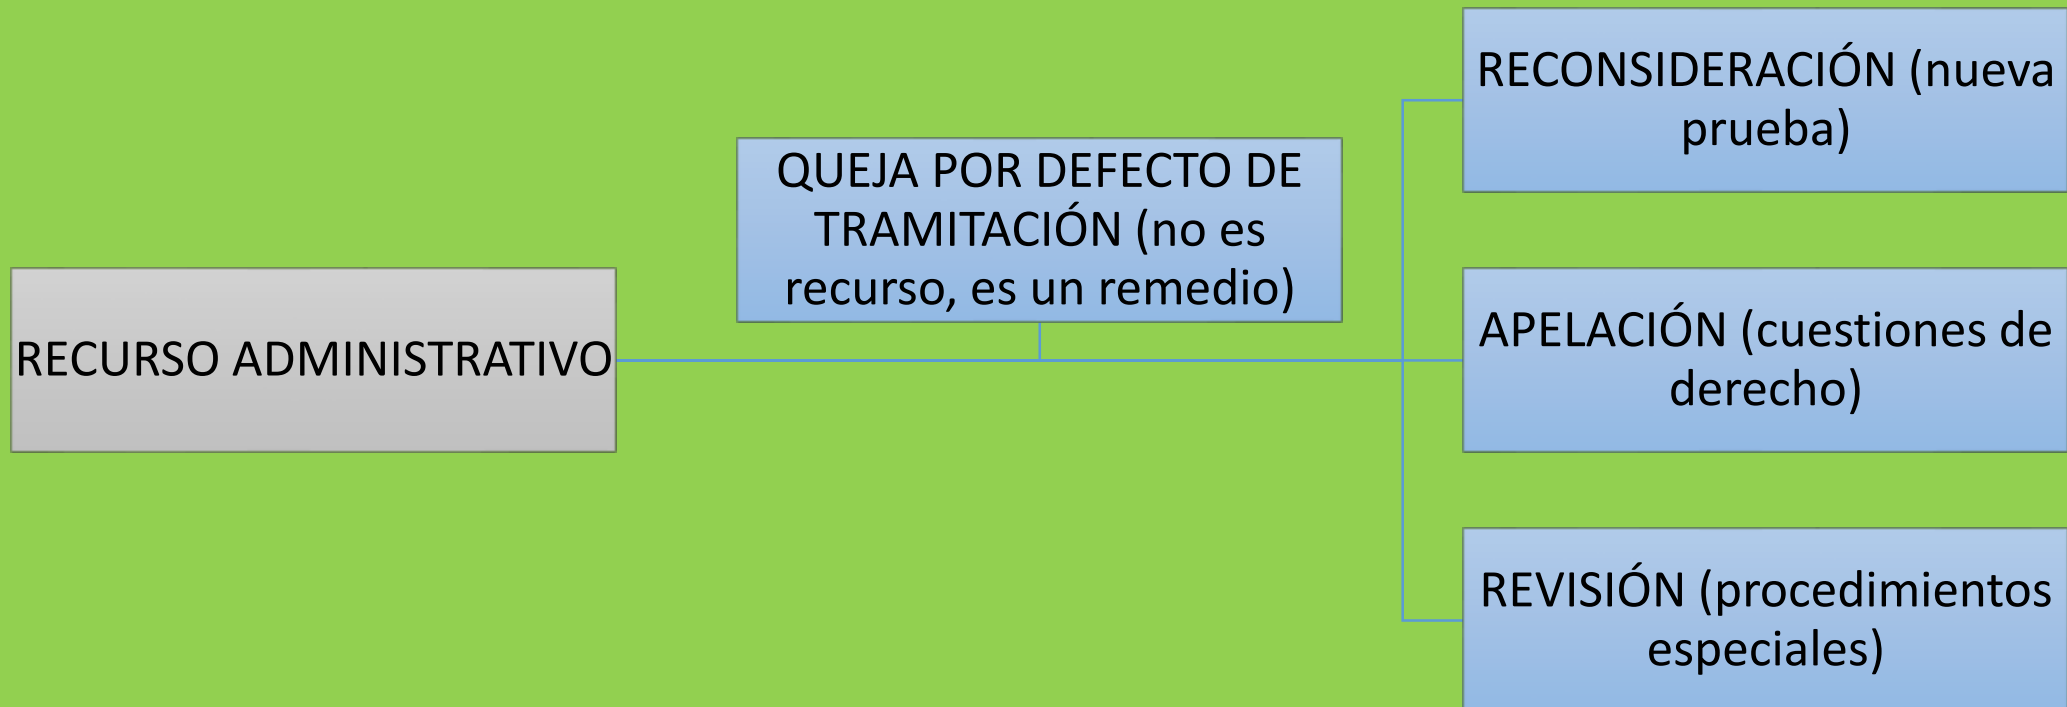 RECURSO ADMINISTRATIVO
QUEJA POR DEFECTO DE
TRAMITACIÓN (no es
recurso, es un remedio)
RECONSIDERACIÓN (nueva
prueba)
APELACIÓN (cuestiones de
derecho)
REVISIÓN (procedimientos
especiales)